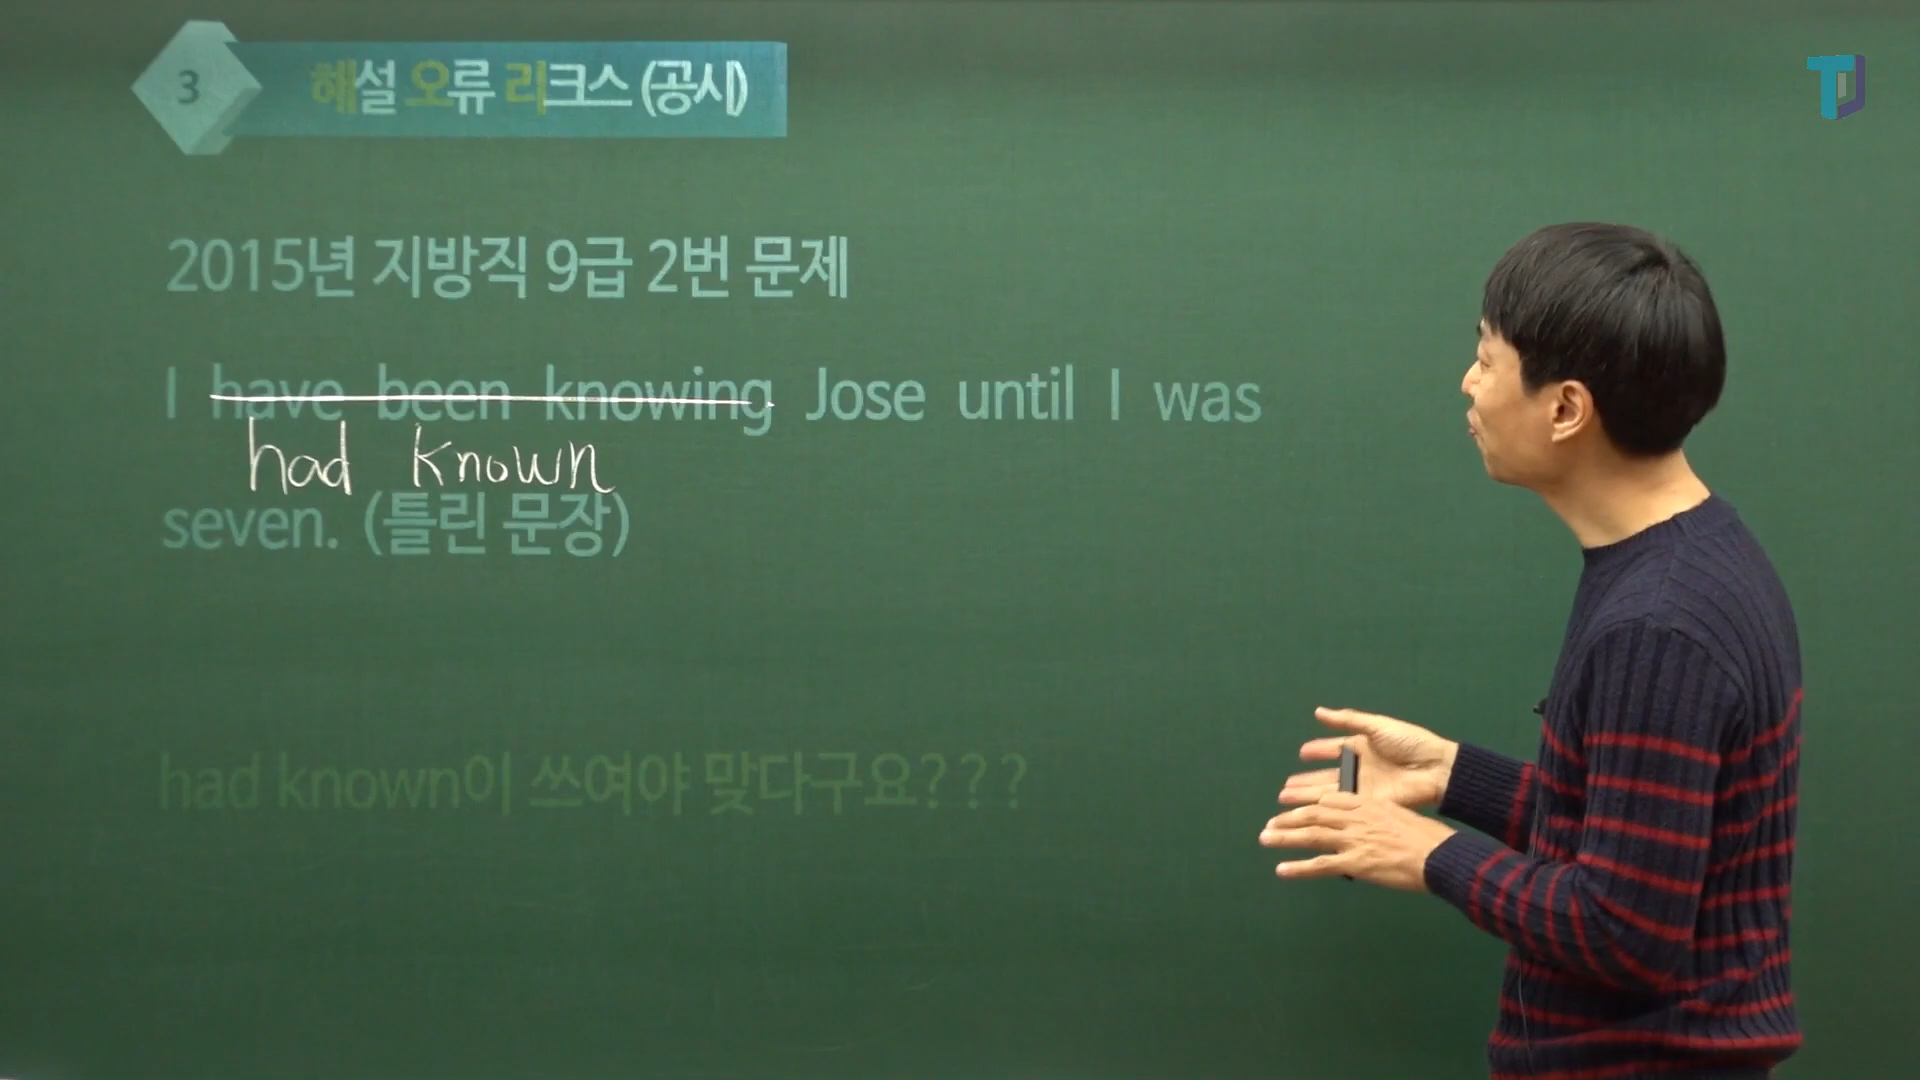 3
해설 오류 리크스 (공시)
2015년 지방직 9급 2번 문제
I have been knowing Jose until I was
had known
seven. (틀린 문장)
had known이 쓰여야 맞다구요???